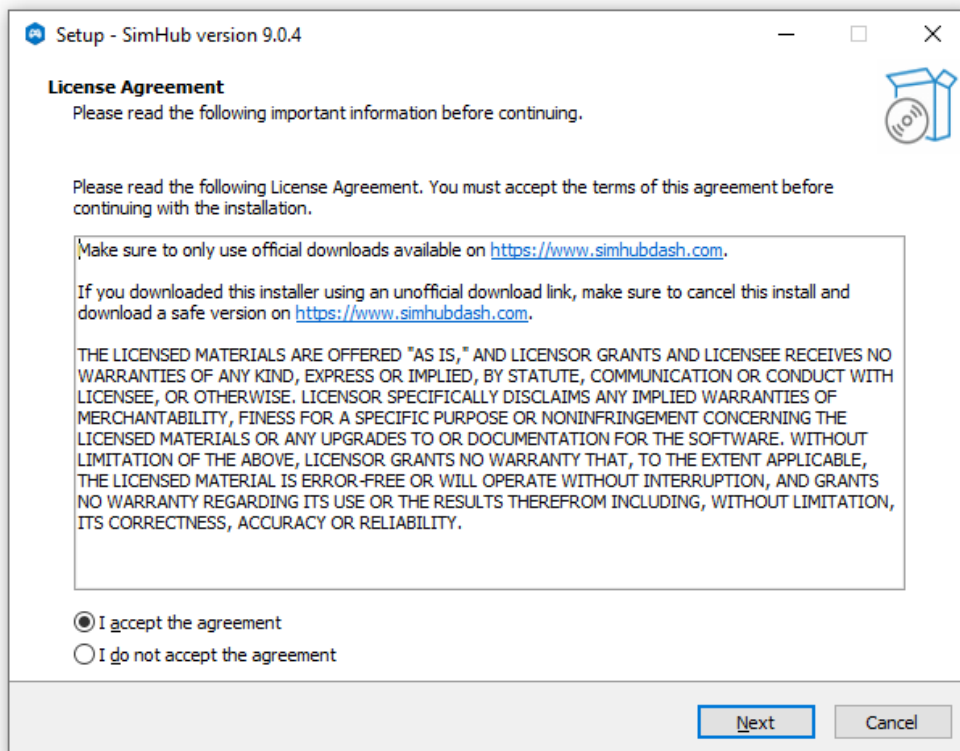 Setup - SimHub version 9.0.4
License Agreement
Please read the following important information before continuing.
Please read the following License Agreement. You must accept the terms of this agreement before
continuing with the installation.
Make sure to only use official downloads available on https://www.simhubdash.com.
If you downloaded this installer using an unofficial download link, make sure to cancel this install and
download a safe version on https://www.simhubdash.com.
THE LICENSED MATERIALS ARE OFFERED "AS IS," AND LICENSOR GRANTS AND LICENSEE RECEIVES NO
WARRANTIES OF ANY KIND, EXPRESS OR IMPLIED, BY STATUTE, COMMUNICATION OR CONDUCT WITH
LICENSEE, OR OTHERWISE. LICENSOR SPECIFICALLY DISCLAIMS ANY IMPLIED WARRANTIES OF
MERCHANTABILITY, FINESS FOR A SPECIFIC PURPOSE OR NONINFRINGEMENT CONCERNING THE
LICENSED MATERIALS OR ANY UPGRADES TO OR DOCUMENTATION FOR THE SOFTWARE. WITHOUT
LIMITATION OF THE ABOVE, LICENSOR GRANTS NO WARRANTY THAT, TO THE EXTENT APPLICABLE,
THE LICENSED MATERIAL IS ERROR-FREE OR WILL OPERATE WITHOUT INTERRUPTION, AND GRANTS
NO WARRANTY REGARDING ITS USE OR THE RESULTS THEREFROM INCLUDING, WITHOUT LIMITATION,
ITS CORRECTNESS, ACCURACY OR RELIABILITY.
I accept the agreement
I do not accept the agreement
Next Cancel